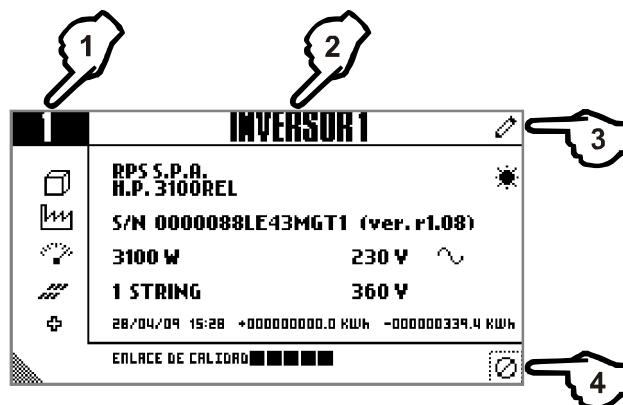 1 2
1 INVERSOR 1
3
RPS S.P.A.
H.P. 3100REL
S/N 0000088LE43MGT1 (ver. r1.08)
3100 W 230 V
1 STRING 360 V
28/04/09 15:28 +000000000.0 KWh -000000339.4 KWh
ENLACE DE CALIDAD
4